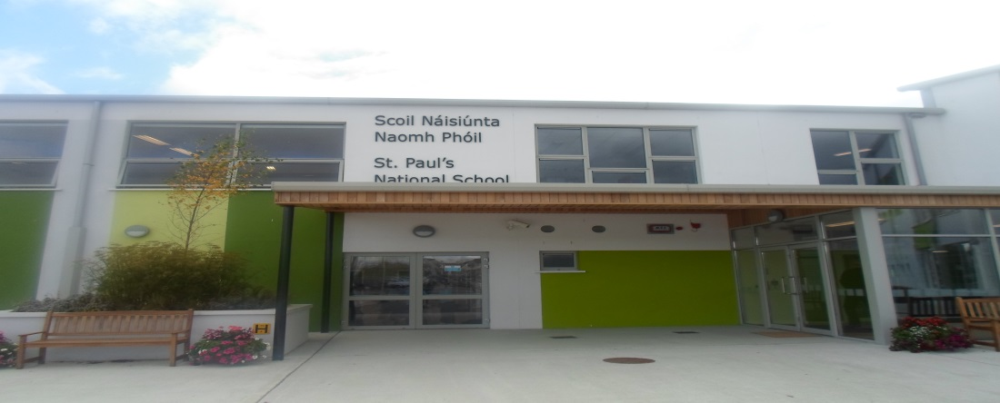 Scoil Náisiúnta
Naomh Phóil
St. Paul's
National School
H